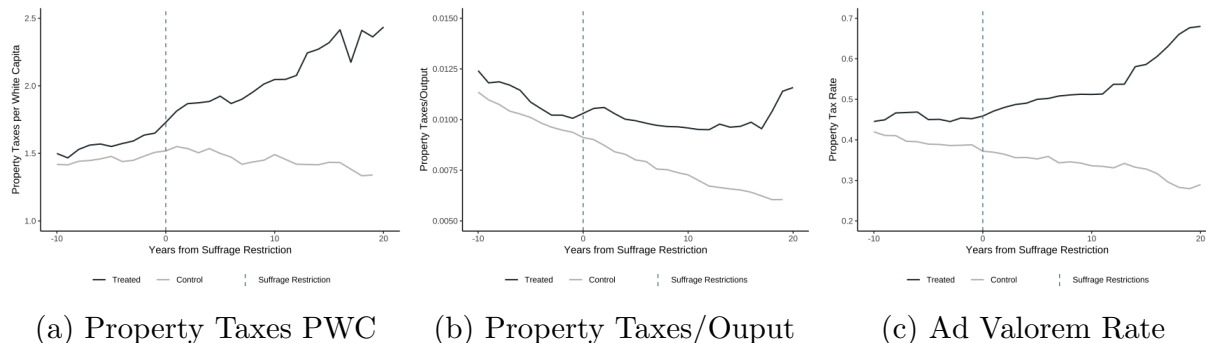 2.5
2.0
1.5
1.0
Property Taxes per White Capita
-10 0 10 20
Years from Suffrage Restriction
Treated Control Suffrage Restriction
(a) Property Taxes PWC
0.0150
0.0125
0.0100
0.0075
0.0050
Property Taxes/Output
-10 0 10 20
Years from Suffrage Restriction
Treated Control Suffrage Restrictions
(b) Property Taxes/Ouput
0.7
0.6
0.5
0.4
0.3
0.2
Property Tax Rate
-10 0 10 20
Years from Suffrage Restriction
Treated Control Suffrage Restrictions
(c) Ad Valorem Rate